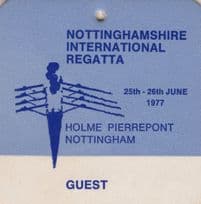 NOTTINGHAMSHIRE
INTERNATIONAL
REGATTA
25th - 26th JUNE
1977
HOLME PIERREPONT
NOTTINGHAM
GUEST